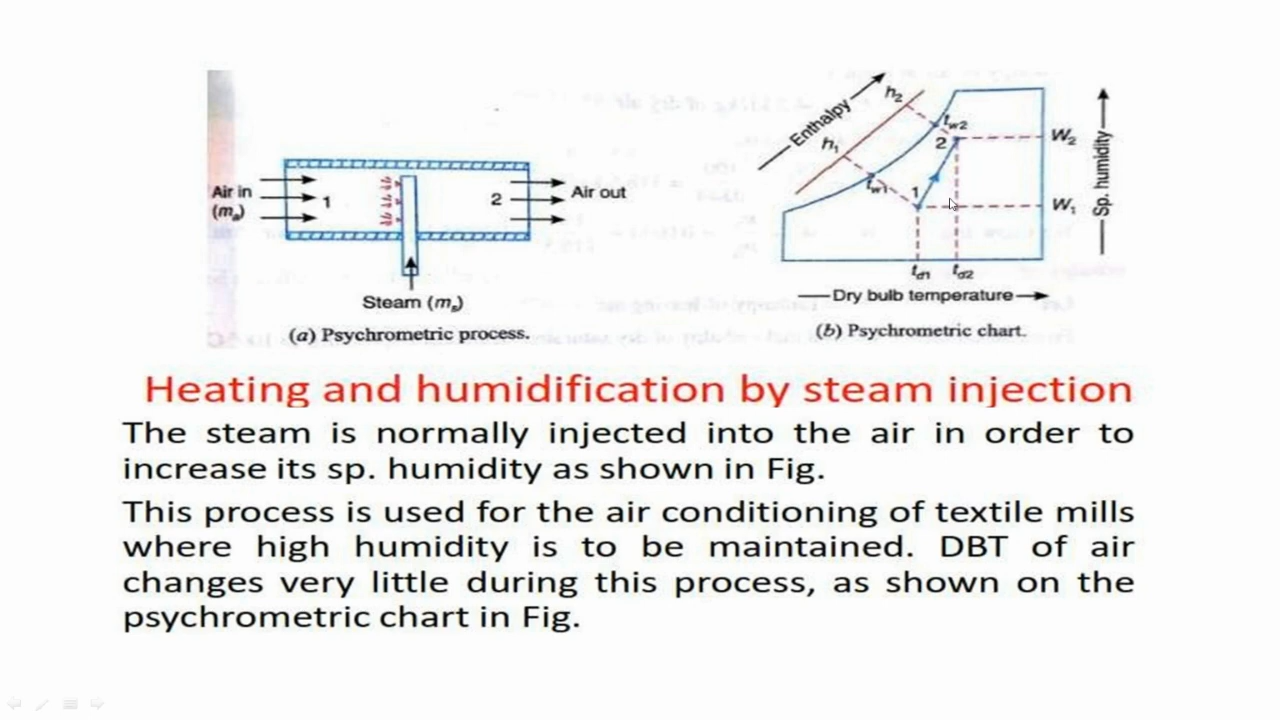 Air in
(ma)
1
2
Air out
Steam (ms)
(a) Psychrometric process.
Enthalpy
h2
h1
tw2
tw1
2
1
W2
W1
Sp. humidity
td1 td2
Dry bulb temperature
(b) Psychrometric chart.
Heating and humidification by steam injection
The steam is normally injected into the air in order to
increase its sp. humidity as shown in Fig.
This process is used for the air conditioning of textile mills
where high humidity is to be maintained. DBT of air
changes very little during this process, as shown on the
psychrometric chart in Fig.